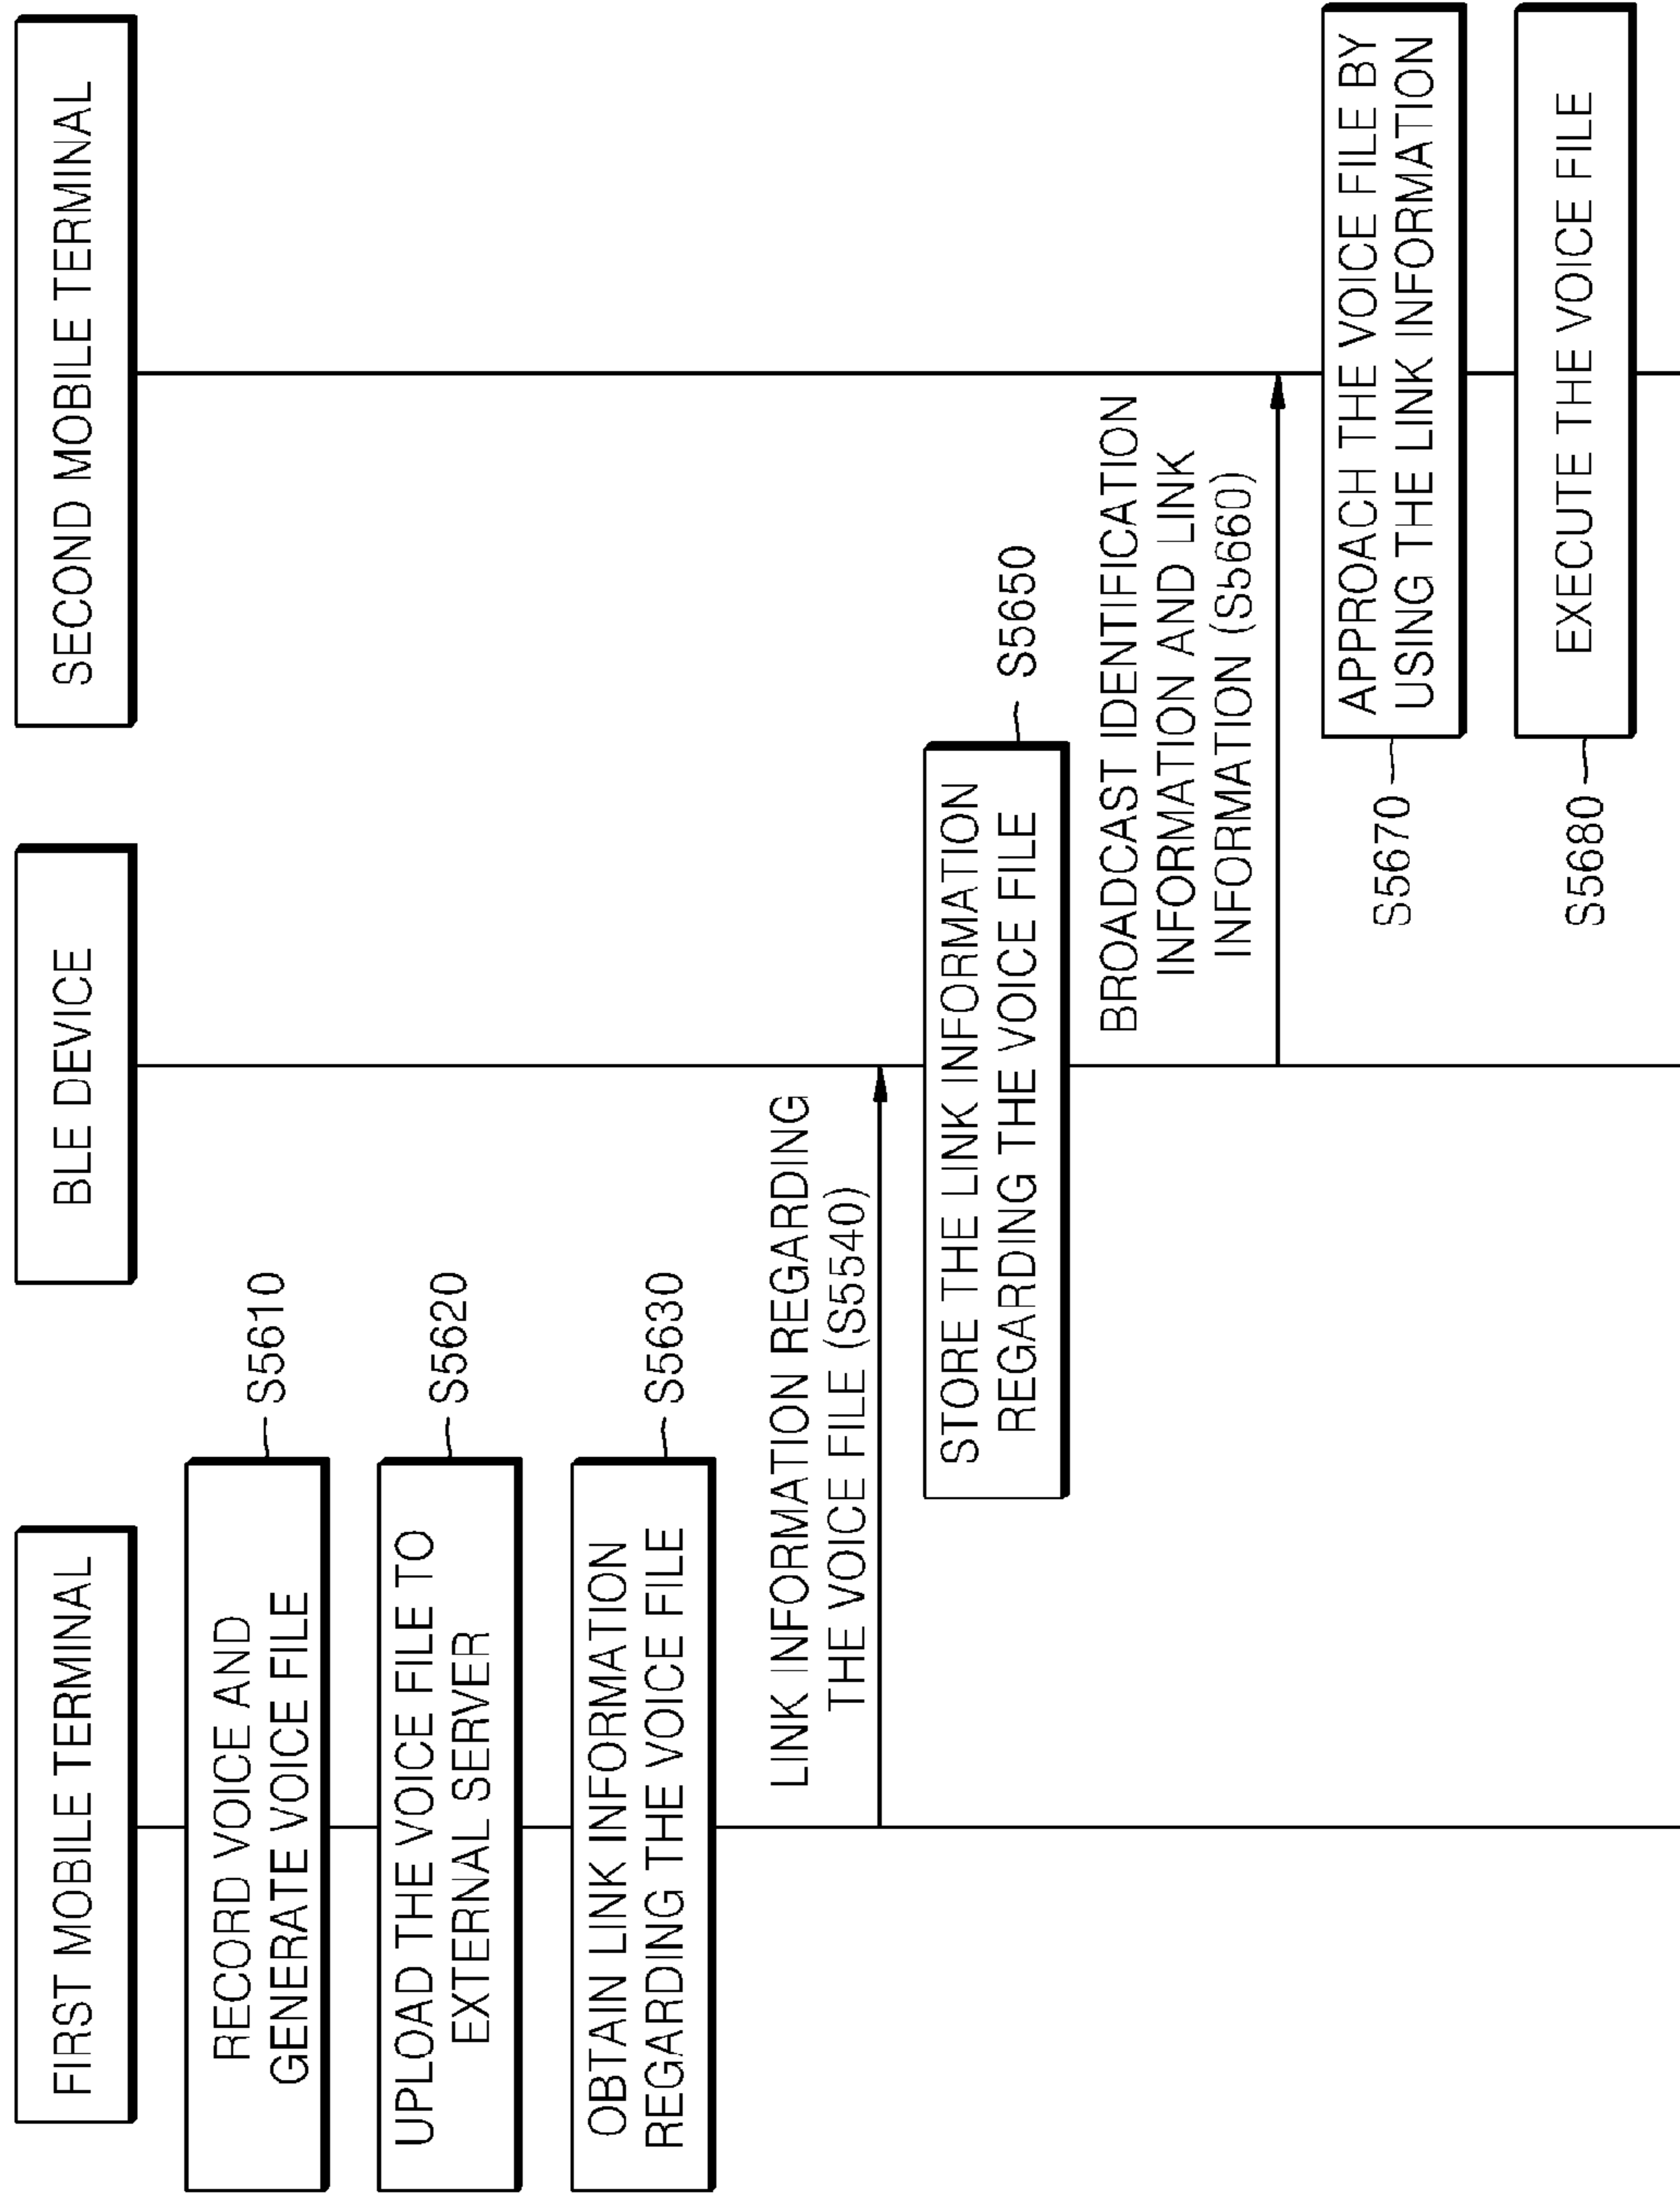 FIRST MOBILE TERMINAL
BLE DEVICE
SECOND MOBILE TERMINAL
RECORD VOICE AND
GENERATE VOICE FILE
S5610
UPLOAD THE VOICE FILE TO
EXTERNAL SERVER
S5620
OBTAIN LINK INFORMATION
REGARDING THE VOICE FILE
S5630
LINK INFORMATION REGARDING
THE VOICE FILE (S5540)
STORE THE LINK INFORMATION
REGARDING THE VOICE FILE
S5650
BROADCAST IDENTIFICATION
INFORMATION AND LINK
INFORMATION (S5660)
S5670
APPROACH THE VOICE FILE BY
USING THE LINK INFORMATION
S5680
EXECUTE THE VOICE FILE